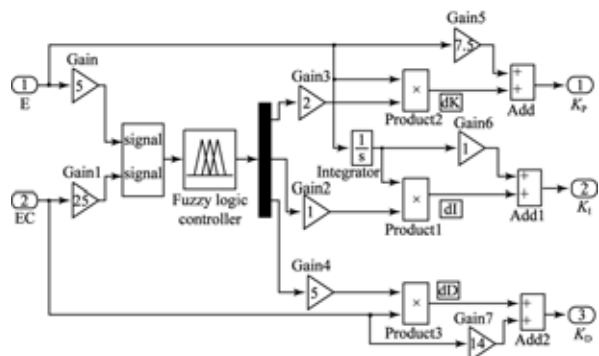 Gain5
7.5
Gain
1
E
5
Gain3
2
×
Product2
dK
+
+
Add
1
K_P
signal
signal
Fuzzy logic
controller
1
s
Integrator
Gain6
1
Gain1
25
2
EC
Gain2
1
×
Product1
dI
+
+
Add1
2
K_I
Gain4
5
×
Product3
dD
Gain7
14
+
+
Add2
3
K_D